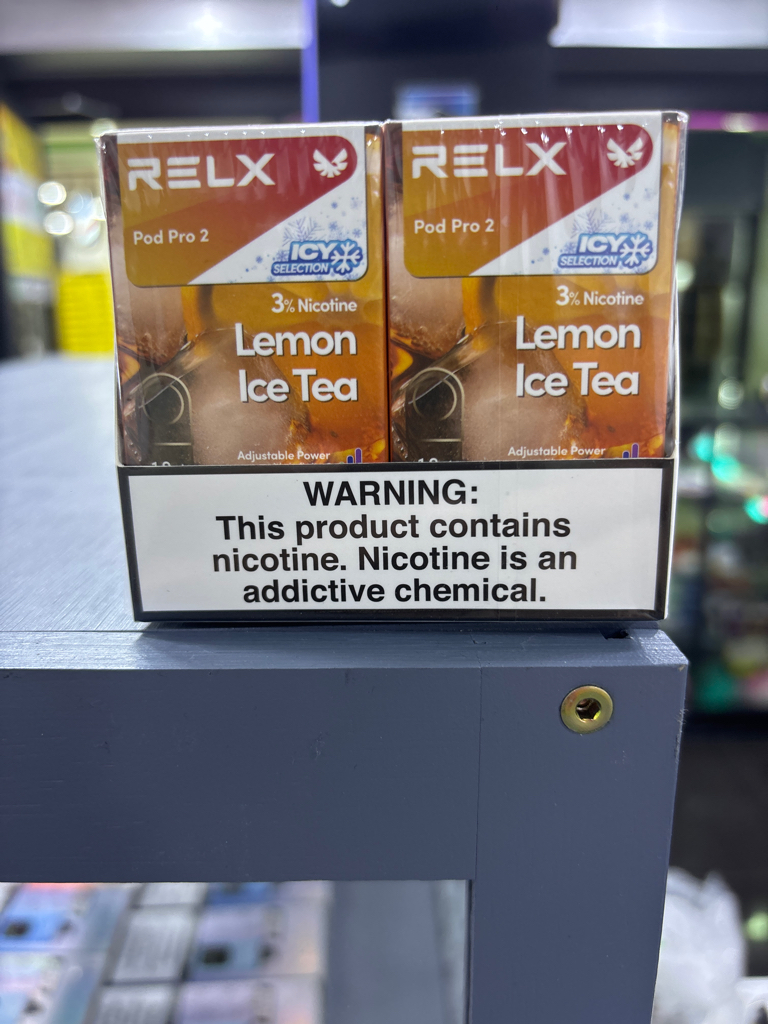 RELX
Pod Pro 2
ICY
SELECTION
3% Nicotine
Lemon
Ice Tea
Adjustable Power
RELX
Pod Pro 2
ICY
SELECTION
3% Nicotine
Lemon
Ice Tea
Adjustable Power
WARNING:
This product contains
nicotine. Nicotine is an
addictive chemical.